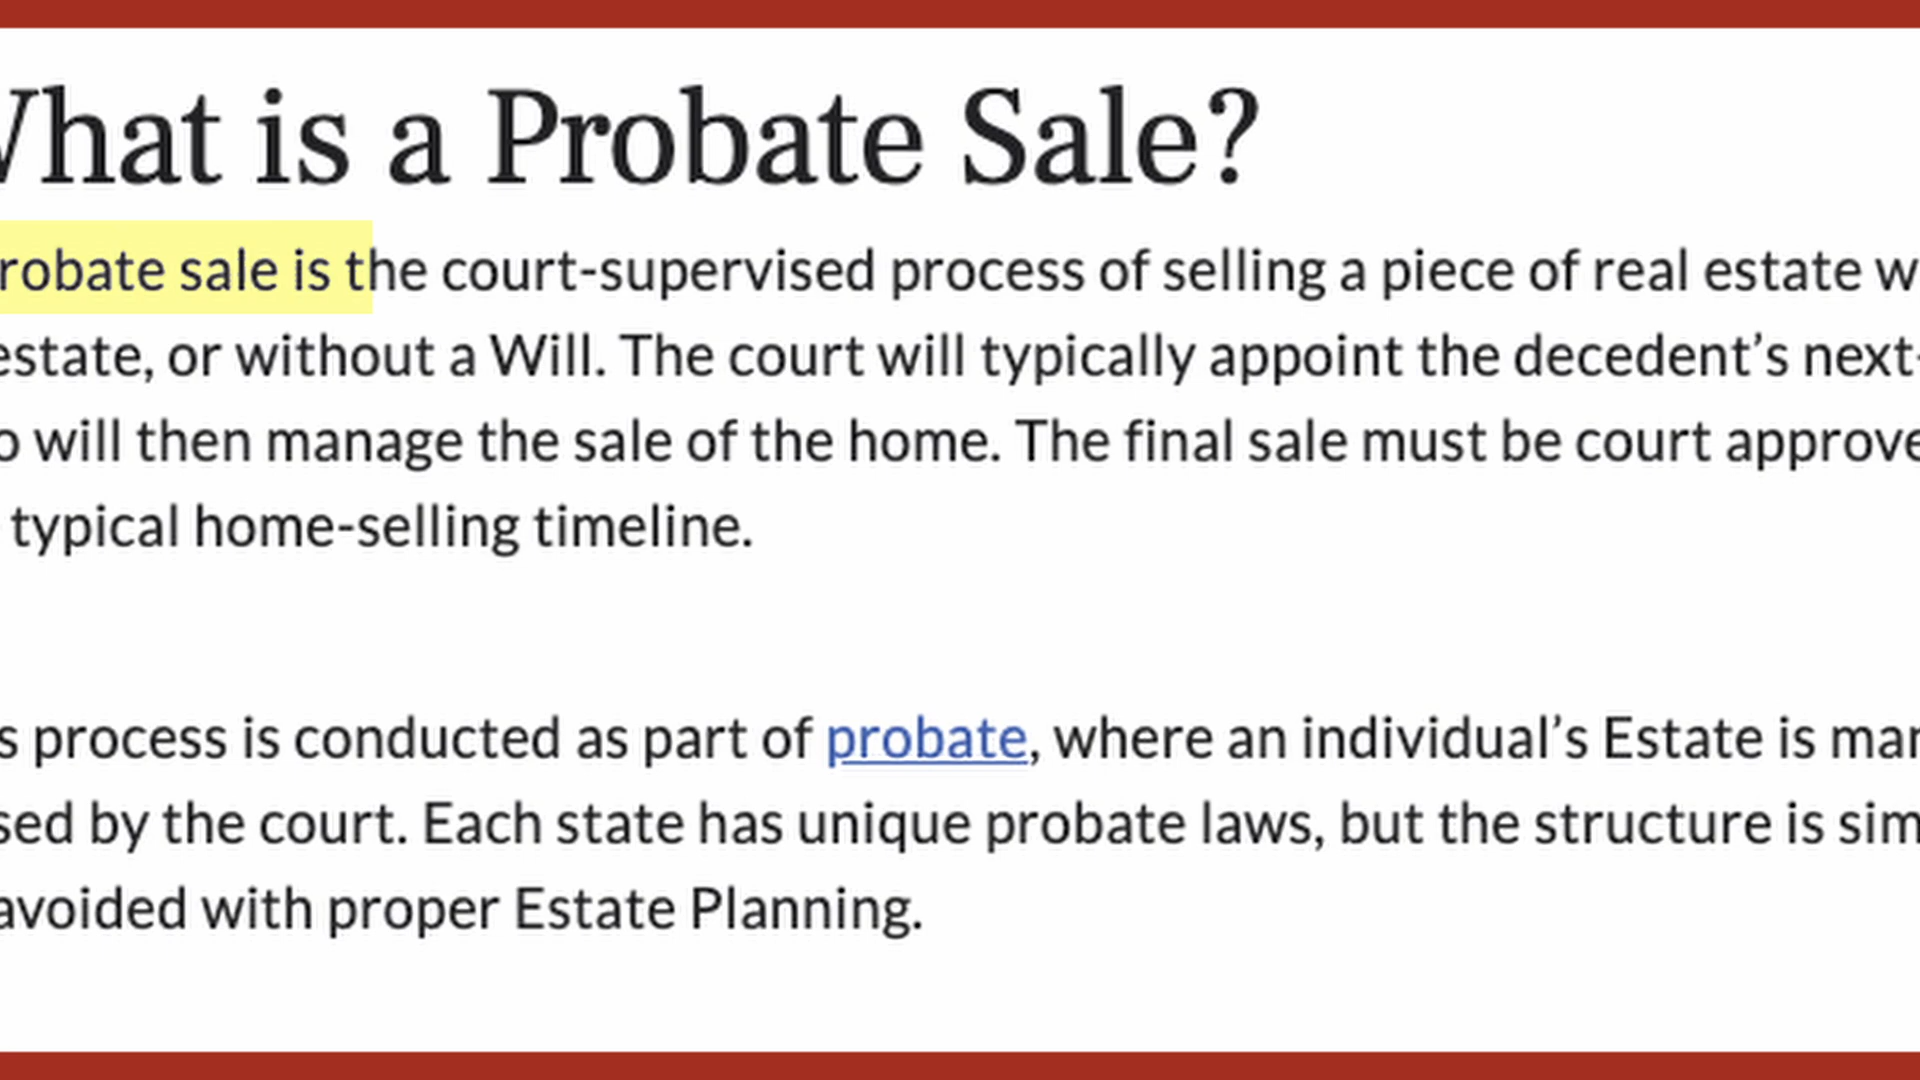 What is a Probate Sale?
robate sale is the court-supervised process of selling a piece of real estate w
estate, or without a Will. The court will typically appoint the decedent’s next-
o will then manage the sale of the home. The final sale must be court approve
typical home-selling timeline.
s process is conducted as part of probate, where an individual’s Estate is mar
sed by the court. Each state has unique probate laws, but the structure is sim
avoided with proper Estate Planning.